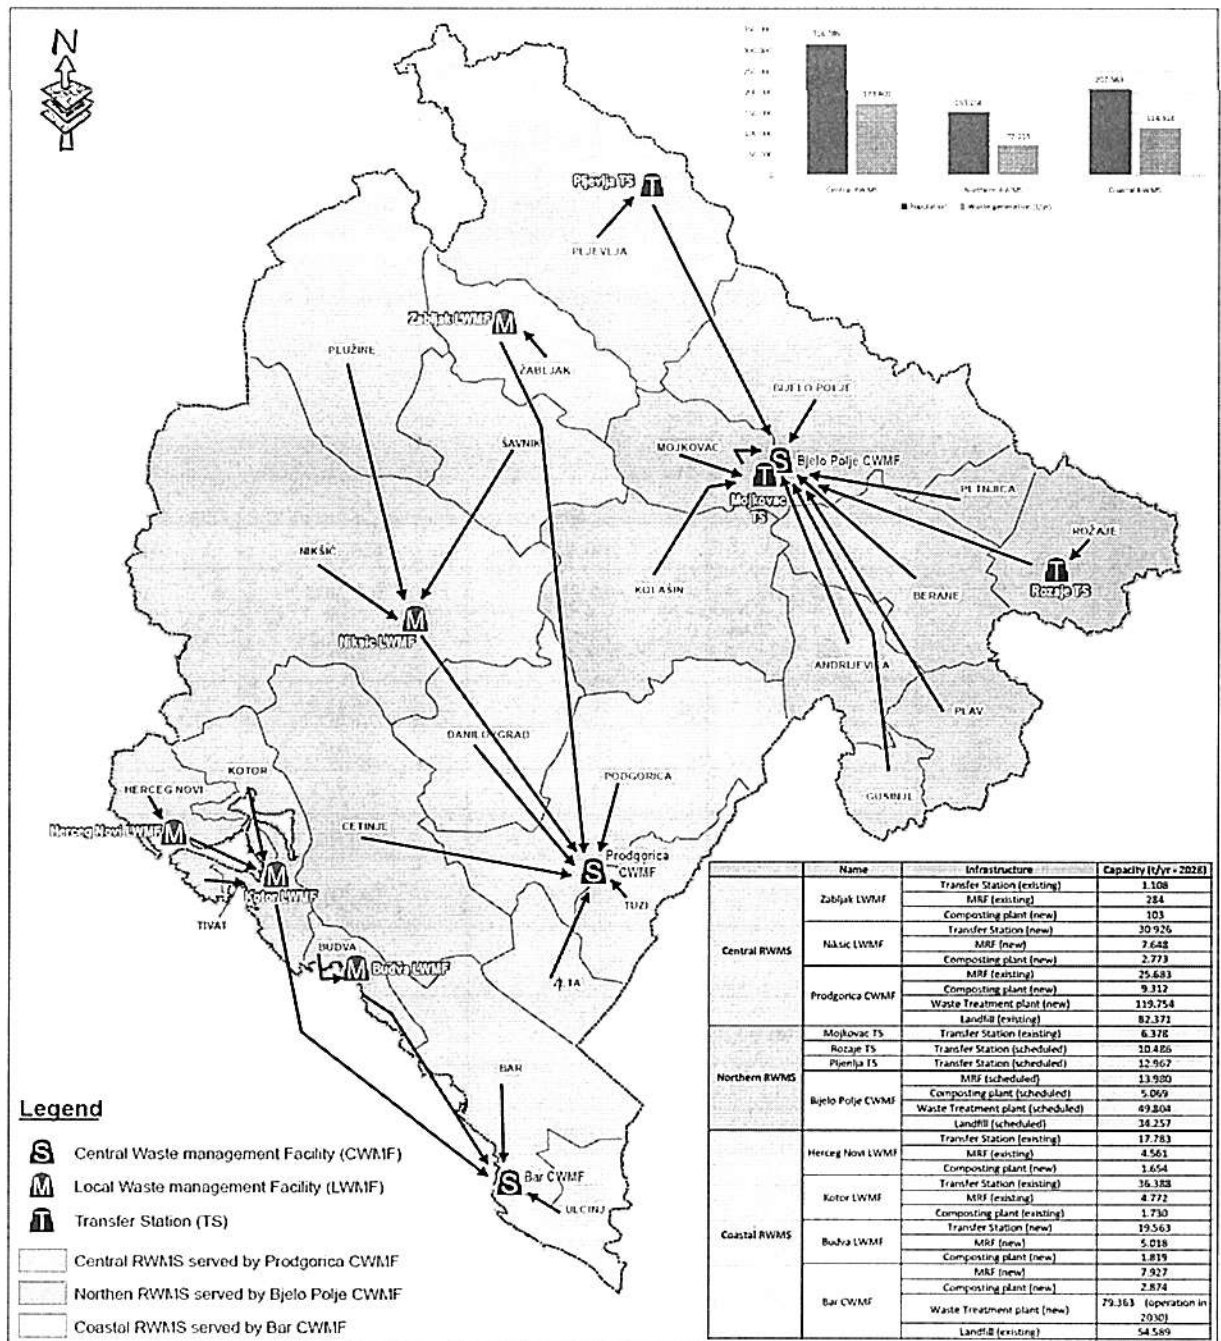 N
Central RWMS
Northern RWMS
Coastal RWMS
Population
Waste generation (t/yr)
Pljevlja TS
PLJEVLJA
Zabljak LWMF
ŽABLJAK
PLUŽINE
ŠAVNIK
BIJELO POLJE
MOJKOVAC
Bjelo Polje CWMF
Mojkovac
TS
PETNJICA
ROŽAJE
Rozaje TS
BERANE
KOLAŠIN
NIKŠIĆ
Niksic LWMF
ANDRIJEVICA
PLAV
GUSINJE
DANILOVGRAD
PODGORICA
KOTOR
HERCEG NOVI
Herceg Novi LWMF
CETINJE
Prodgorica
CWMF
Kotor LWMF
TUZI
TIVAT
BUDVA
Budva LWMF
ZETA
BAR
Bar CWMF
ULCINJ
Legend
S Central Waste management Facility (CWMF)
M Local Waste management Facility (LWMF)
T Transfer Station (TS)
Central RWMS served by Prodgorica CWMF
Northen RWMS served by Bjelo Polje CWMF
Coastal RWMS served by Bar CWMF
Name Infrastructure Capacity (t/yr - 2028)
Central RWMS
Zabljak LWMF
Transfer Station (existing) 1.108
MRF (existing) 284
Composting plant (new) 103
Niksic LWMF
Transfer Station (new) 30.926
MRF (new) 7.648
Composting plant (new) 2.773
Prodgorica CWMF
MRF (existing) 25.683
Composting plant (new) 9.312
Waste Treatment plant (new) 119.754
Landfill (existing) 82.371
Northern RWMS
Mojkovac TS Transfer Station (existing) 6.378
Rozaje TS Transfer Station (scheduled) 10.486
Pljenlja TS Transfer Station (scheduled) 12.967
Bijelo Polje CWMF
MRF (scheduled) 13.980
Composting plant (scheduled) 5.069
Waste Treatment plant (scheduled) 49.804
Landfill (scheduled) 34.257
Coastal RWMS
Herceg Novi LWMF
Transfer Station (existing) 17.783
MRF (existing) 4.561
Composting plant (new) 1.654
Kotor LWMF
Transfer Station (existing) 36.388
MRF (existing) 4.772
Composting plant (existing) 1.730
Budva LWMF
Transfer Station (new) 19.563
MRF (new) 5.018
Composting plant (new) 1.819
Bar CWMF
MRF (new) 7.927
Composting plant (new) 2.874
Waste Treatment plant (new) 79.363 (operation in
2030)
Landfill (existing) 54.589